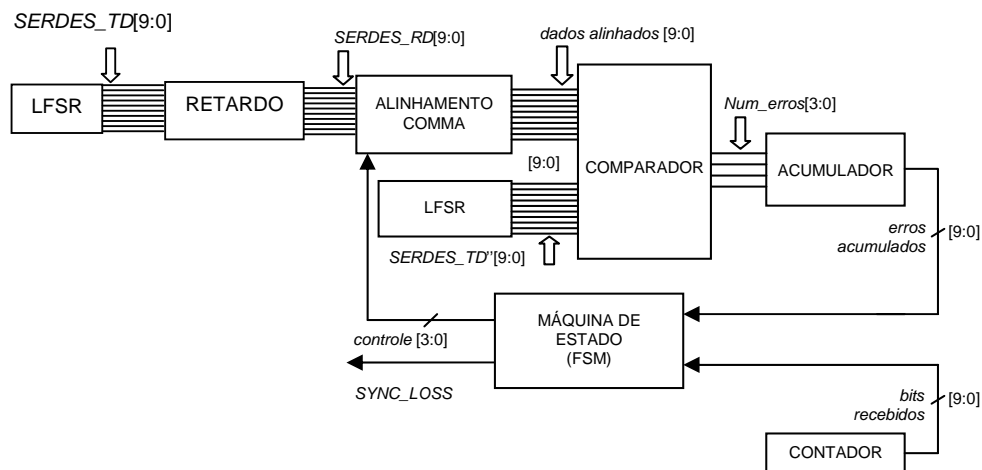 SERDES_TD[9:0]
SERDES_RD[9:0]
dados alinhados [9:0]
LFSR
RETARDO
ALINHAMENTO
COMMA
Num_erros[3:0]
COMPARADOR
ACUMULADOR
[9:0]
LFSR
SERDES_TD''[9:0]
erros
acumulados
[9:0]
MÁQUINA DE
ESTADO
(FSM)
controle [3:0]
SYNC_LOSS
bits
recebidos
[9:0]
CONTADOR